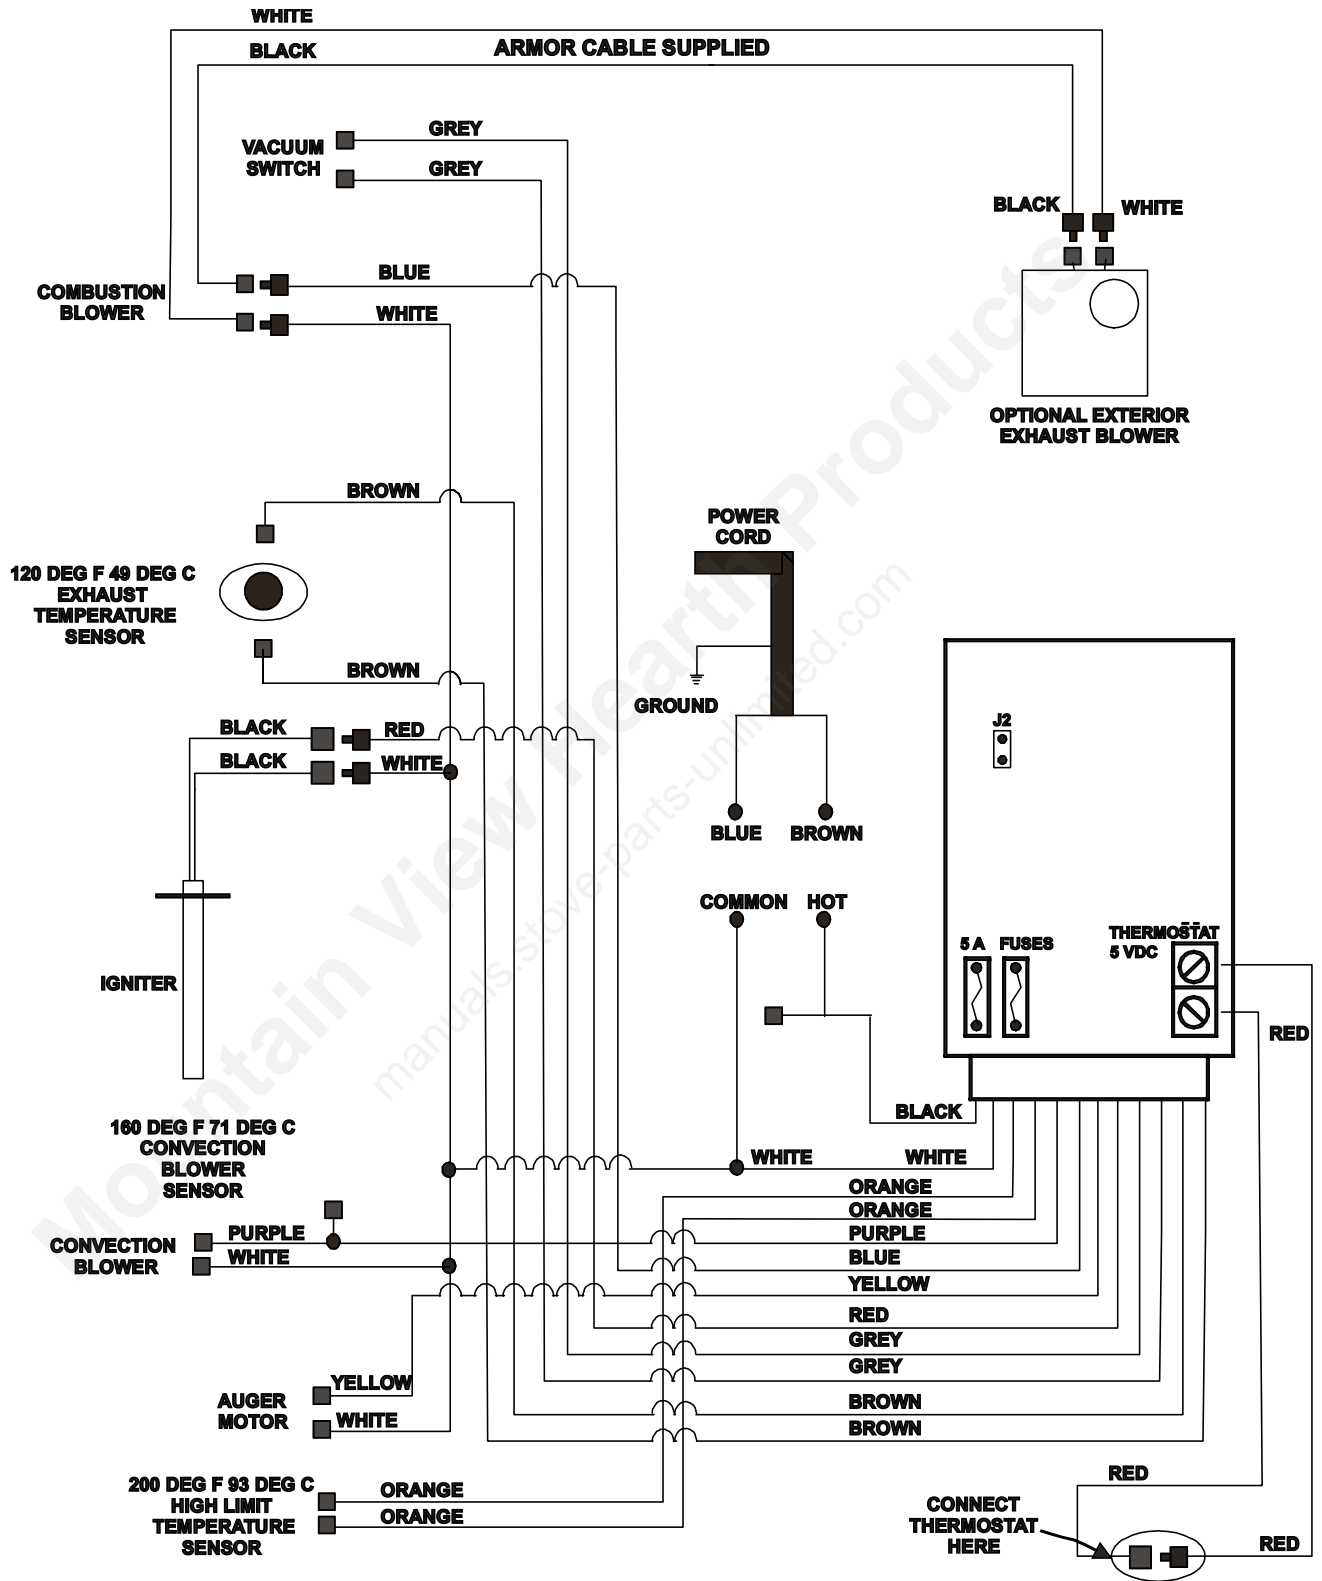 WHITE
BLACK
ARMOR CABLE SUPPLIED
GREY
VACUUM
SWITCH
GREY
BLACK
WHITE
BLUE
COMBUSTION
BLOWER
WHITE
OPTIONAL EXTERIOR
EXHAUST BLOWER
BROWN
POWER
CORD
120 DEG F 49 DEG C
EXHAUST
TEMPERATURE
SENSOR
BROWN
GROUND
BLACK
RED
BLACK
WHITE
J2
BLUE
BROWN
COMMON
HOT
5 A
FUSES
THERMOSTAT
5 VDC
IGNITER
RED
BLACK
160 DEG F 71 DEG C
CONVECTION
BLOWER
SENSOR
WHITE
WHITE
ORANGE
ORANGE
PURPLE
PURPLE
CONVECTION
BLOWER
WHITE
BLUE
YELLOW
RED
GREY
GREY
YELLOW
AUGER
MOTOR
WHITE
BROWN
BROWN
RED
200 DEG F 93 DEG C
HIGH LIMIT
TEMPERATURE
SENSOR
ORANGE
ORANGE
CONNECT
THERMOSTAT
HERE
RED
Mountain View Hearth Products
manuals.stove-parts-unlimited.com